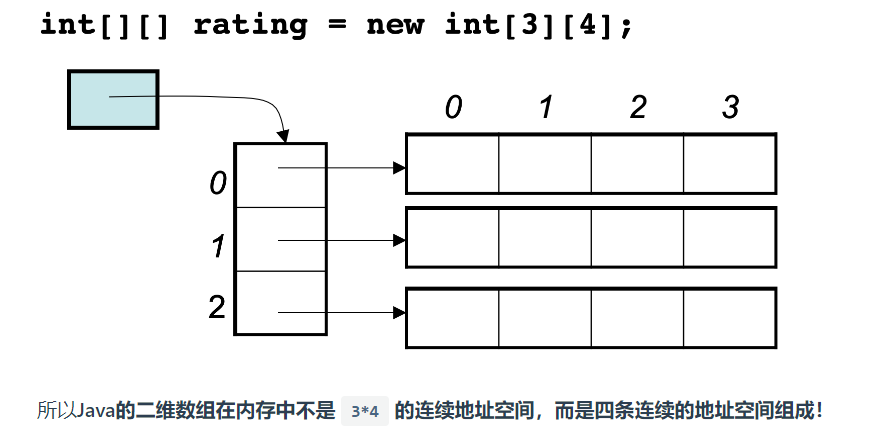 int[][] rating = new int[3][4];
0 1 2 3
0
1
2
所以Java的二维数组在内存中不是 3*4 的连续地址空间，而是四条连续的地址空间组成！